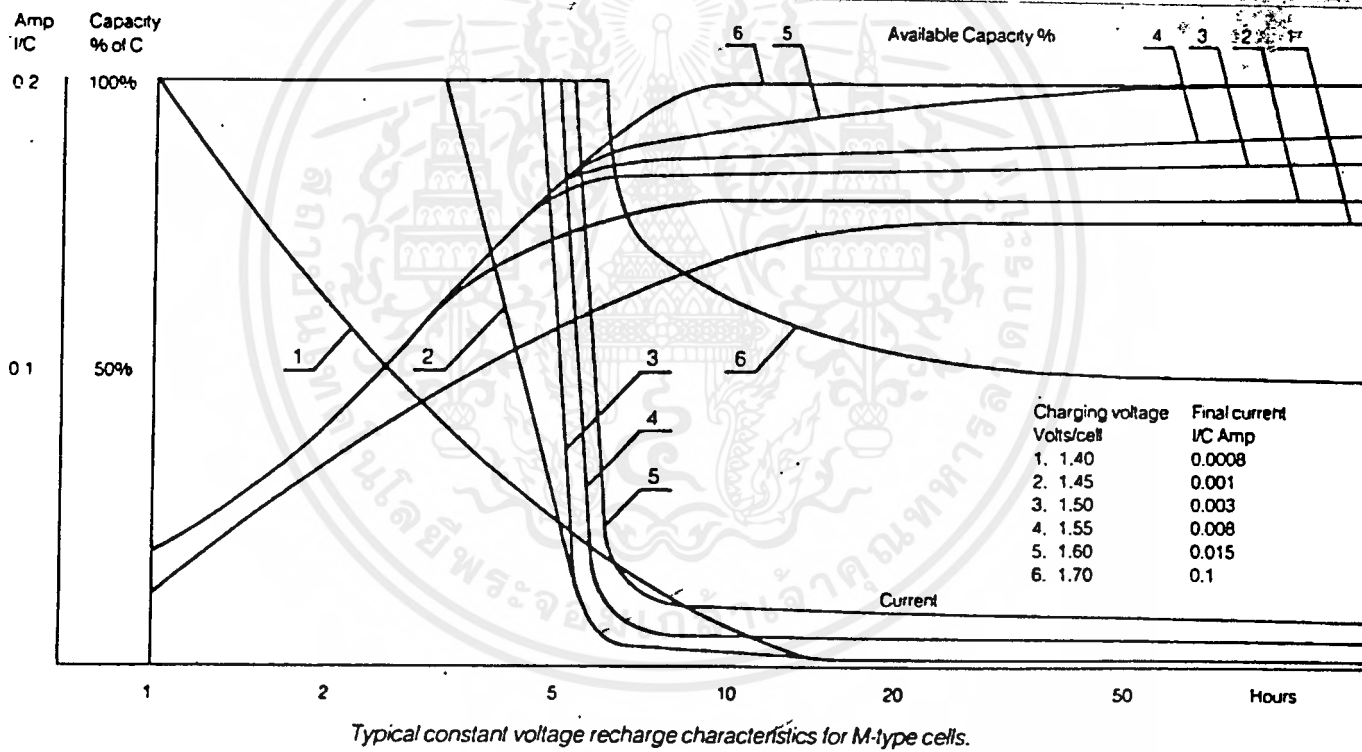 Amp
I/C
Capacity
% of C
6
5
Available Capacity %
4
3
2
1
0.2
100%
0.1
50%
1
2
3
4
5
6
Charging voltage
Volts/cell
Final current
I/C Amp
1. 1.40 0.0008
2. 1.45 0.001
3. 1.50 0.003
4. 1.55 0.008
5. 1.60 0.015
6. 1.70 0.1
Current
1
2
5
10
20
50
Hours
Typical constant voltage recharge characteristics for M-type cells.